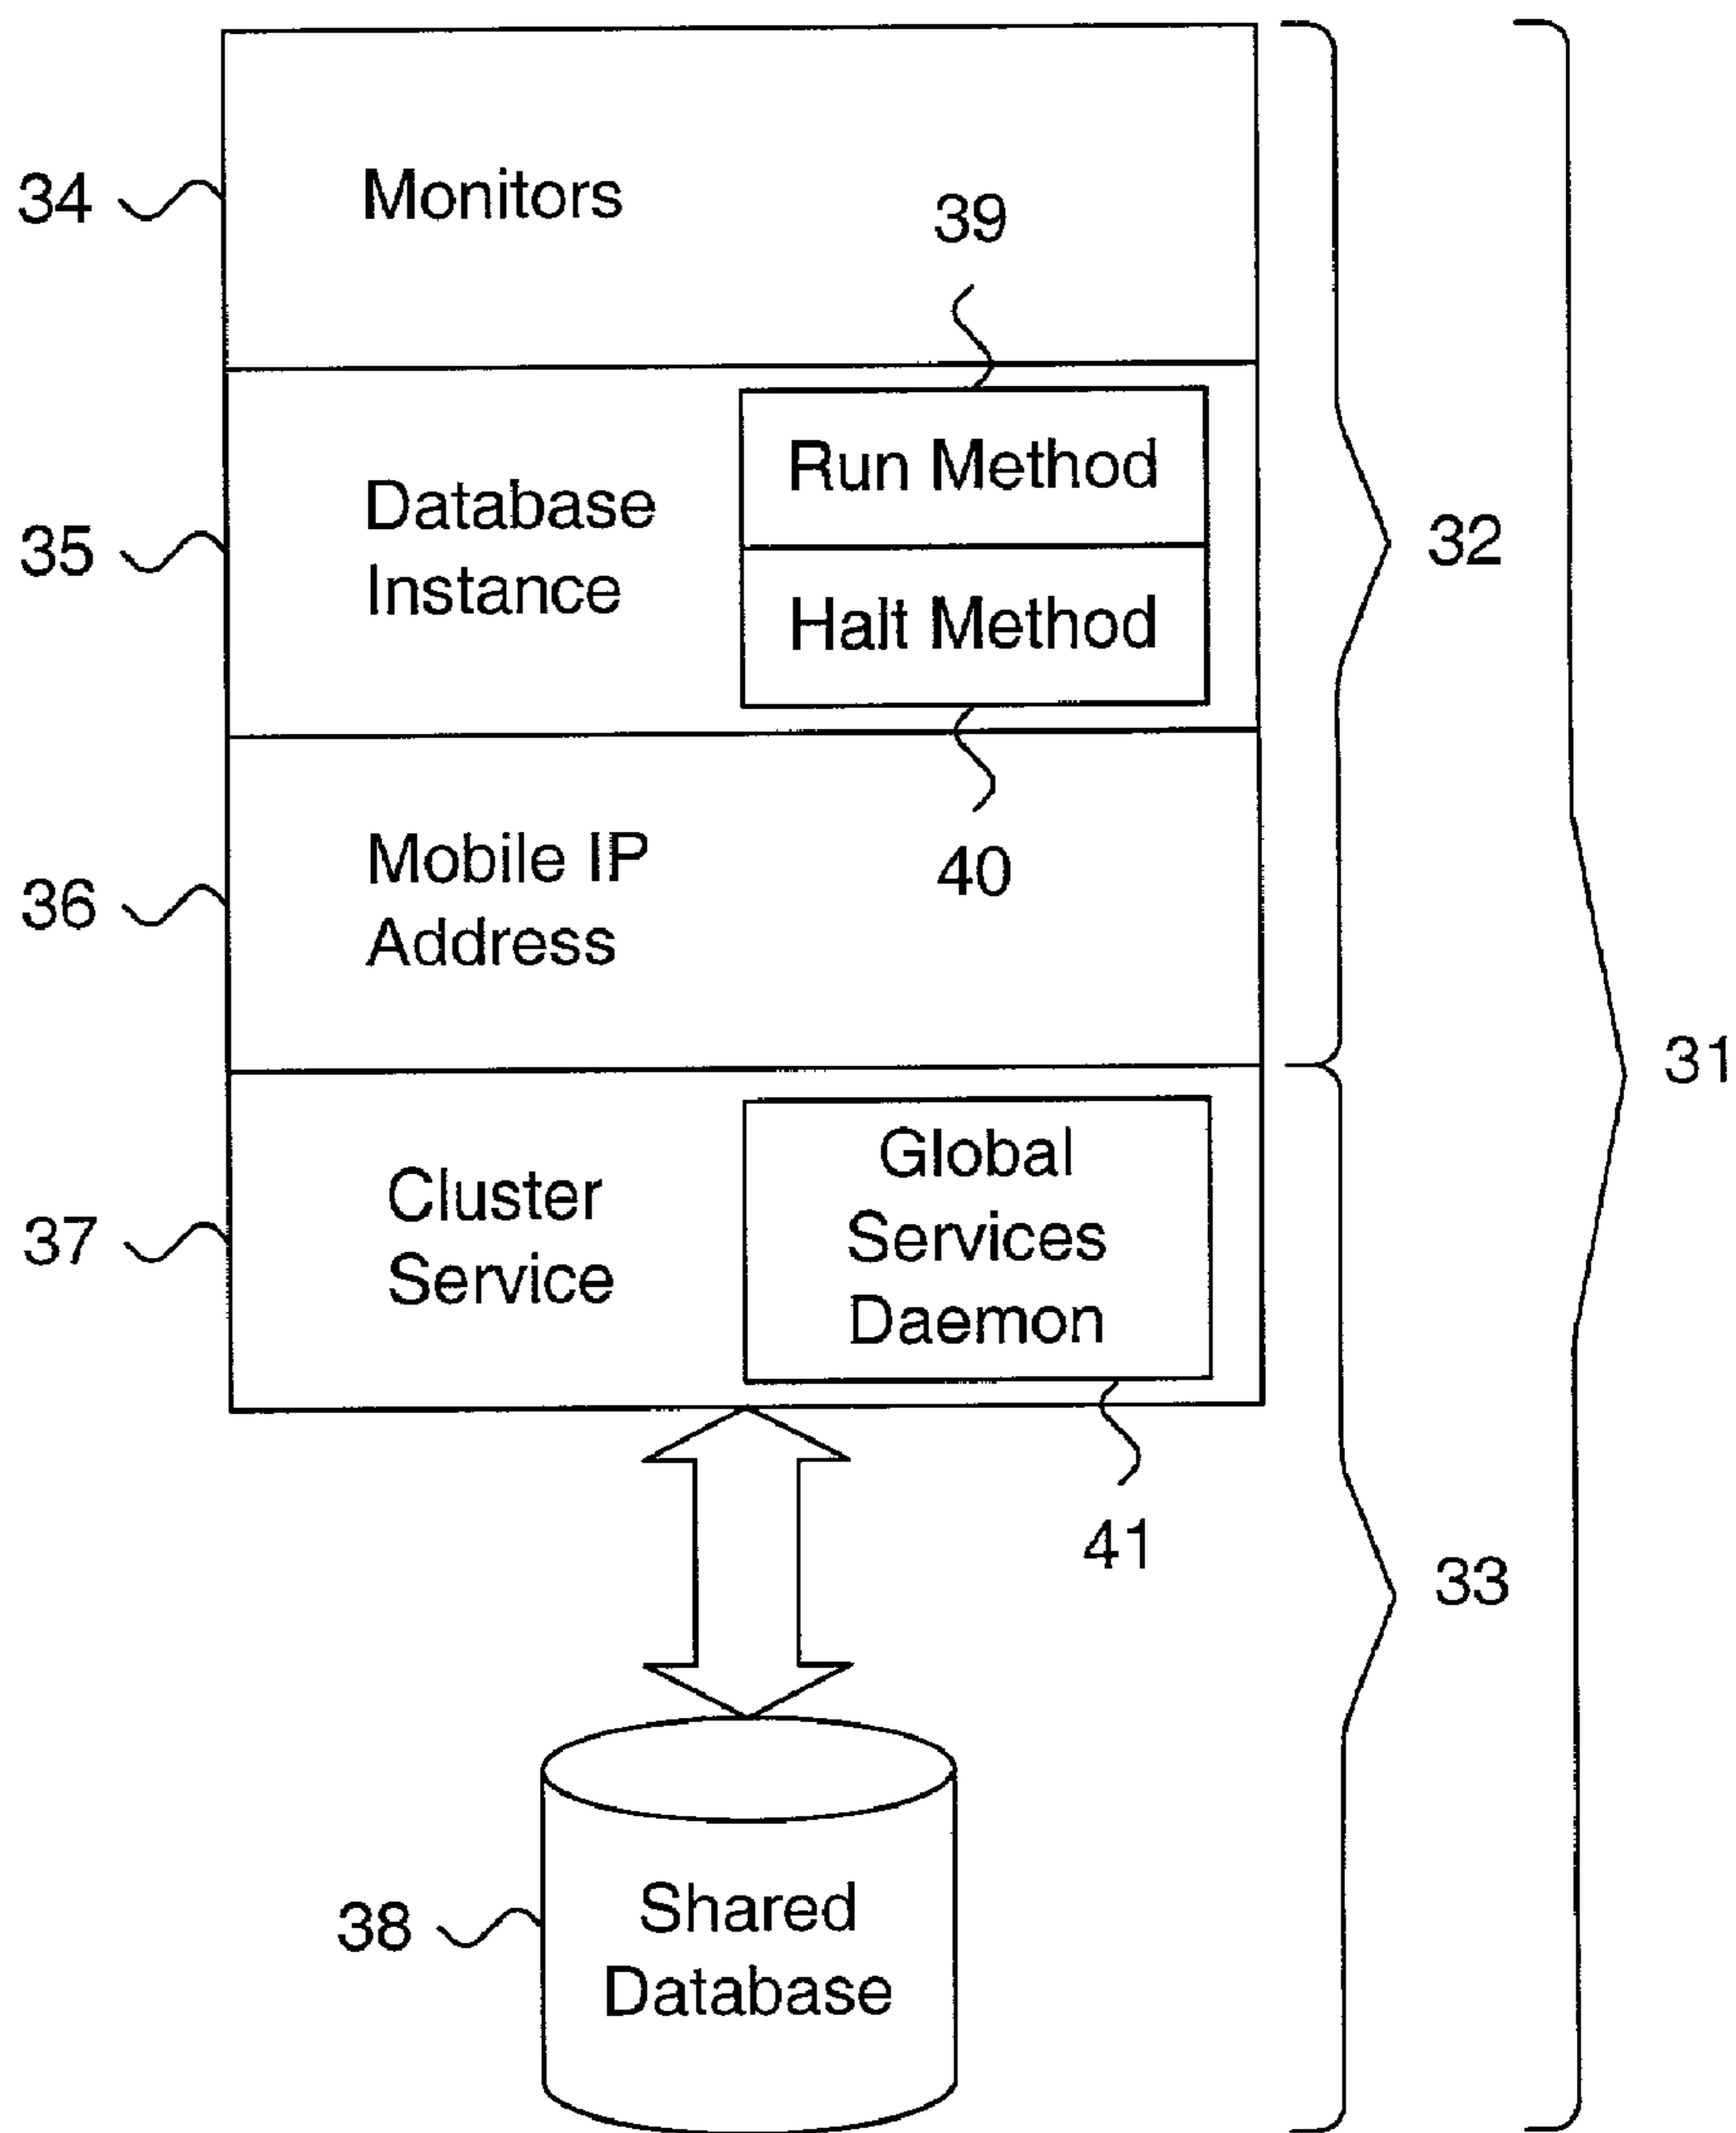 34
Monitors
39
35
Database
Instance
Run Method
Halt Method
32
36
Mobile IP
Address
40
31
37
Cluster
Service
Global
Services
Daemon
41
33
38
Shared
Database